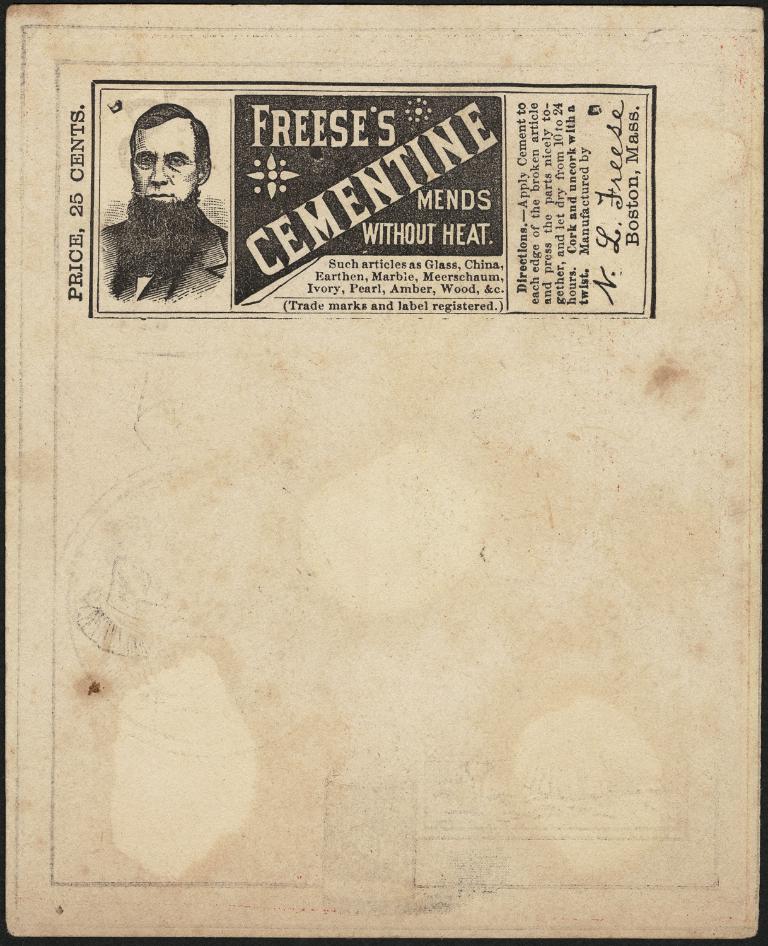 PRICE, 25 CENTS.
FREESE'S
CEMENTINE
MENDS
WITHOUT HEAT.
Such articles as Glass, China,
Earthen, Marble, Meerschaum,
Ivory, Pearl, Amber, Wood, &c.
(Trade marks and label registered.)
Directions.—Apply Cement to
each edge of the broken article
and press the parts nicely to-
gether, and let dry from 10 to 24
hours. Cork and uncork with a
twist. Manufactured by
N. L. Freese
Boston, Mass.